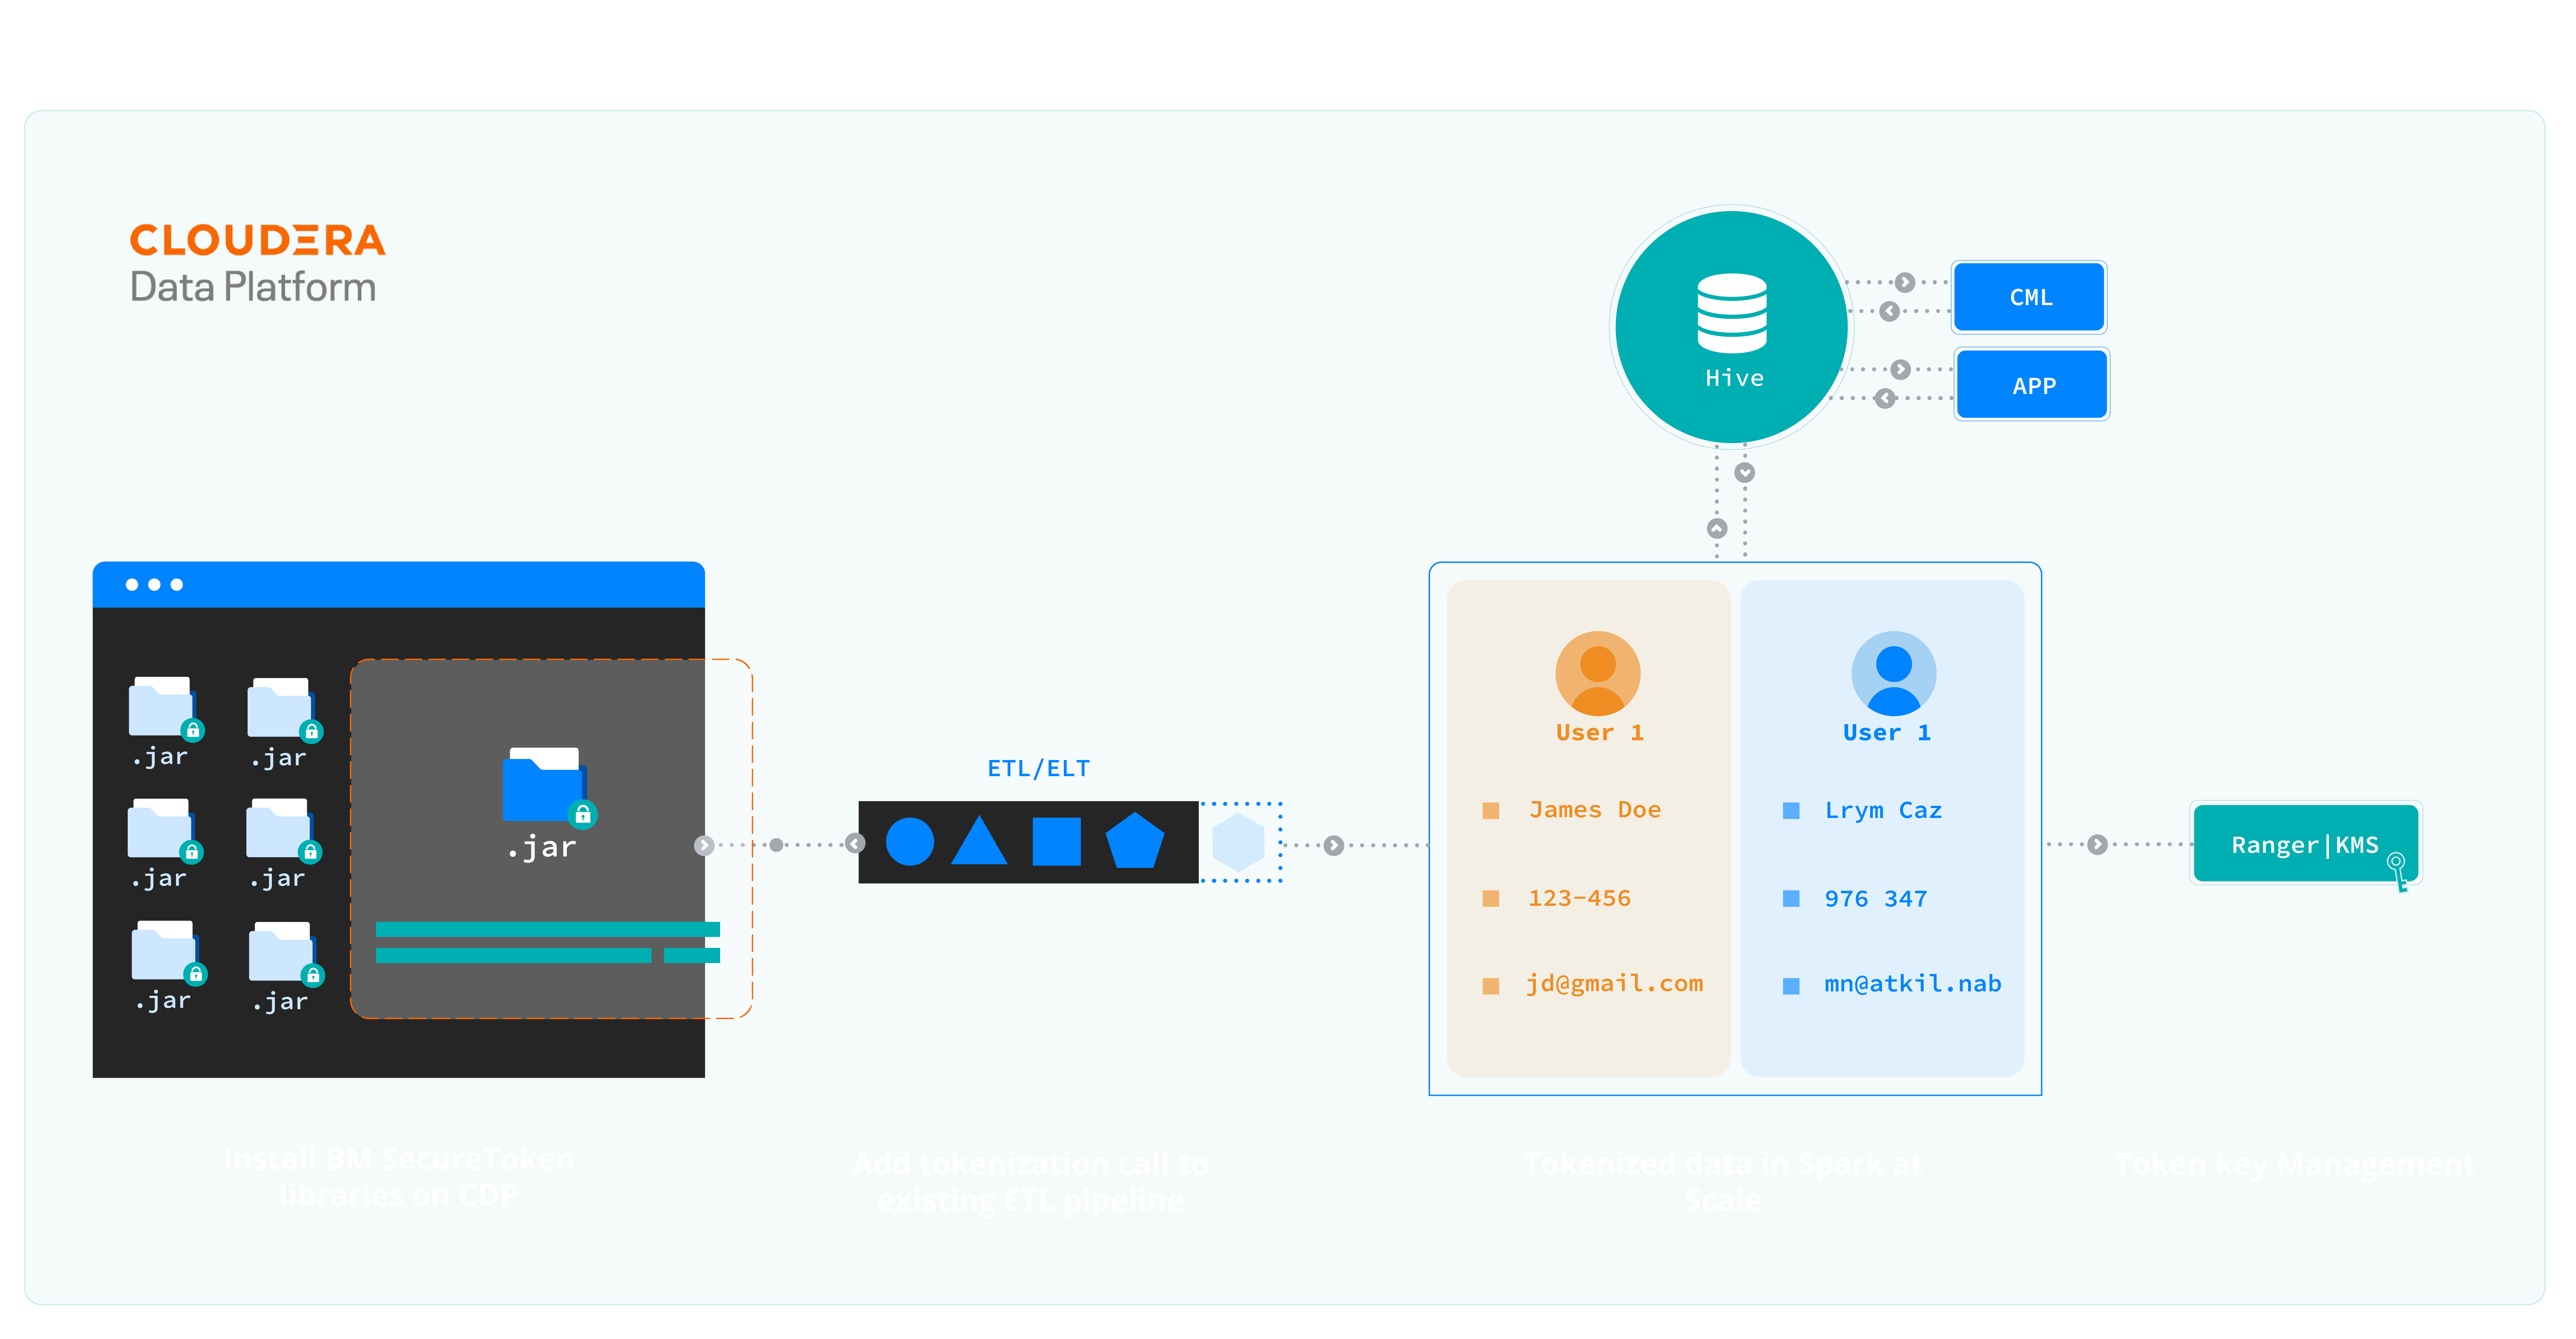 CLOUDERA
Data Platform
Hive
CML
APP
.jar
.jar
.jar
.jar
.jar
.jar
.jar
ETL/ELT
User 1
James Doe
123-456
jd@gmail.com
User 1
Lrym Caz
976 347
mn@atkil.nab
Ranger|KMS
Install BM SecureToken
libraries on CDP
Add tokenization call to
existing ETL pipeline
Tokenized data in Spark at
Scale
Token key Management